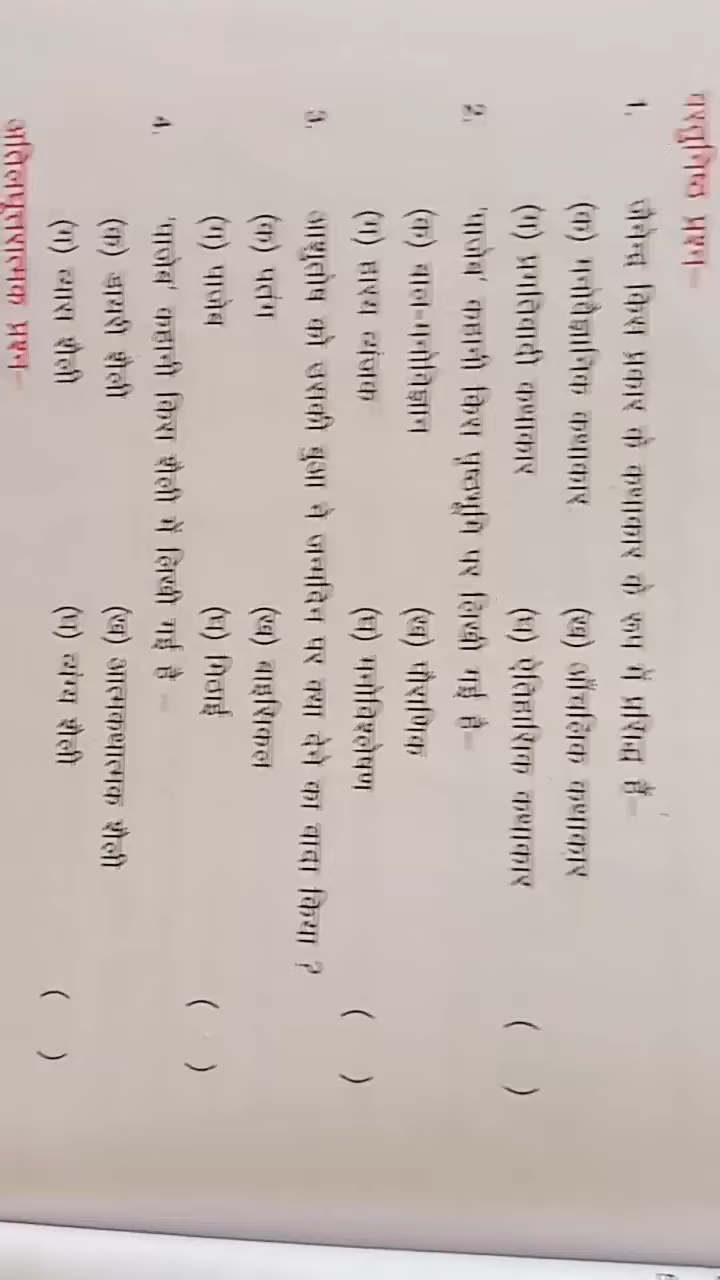 वस्तुनिष्ठ प्रश्न–
1. जैनेन्द्र किस प्रकार के कथाकार के रूप में प्रसिद्ध हैं–
(क) मनोवैज्ञानिक कथाकार (ख) आँचलिक कथाकार
(ग) प्रगतिवादी कथाकार (घ) ऐतिहासिक कथाकार ( )
2. 'पाजेब' कहानी किस पृष्ठभूमि पर लिखी गई है–
(क) बाल-मनोविज्ञान (ख) पौराणिक
(ग) हास्य व्यंजक (घ) मनोविश्लेषण ( )
3. आशुतोष को उसकी बुआ ने जन्मदिन पर क्या देने का वादा किया ?
(क) पतंग (ख) बाइसिकल
(ग) पाजेब (घ) मिठाई ( )
4. 'पाजेब' कहानी किस शैली में लिखी गई है –
(क) डायरी शैली (ख) आत्मकथात्मक शैली
(ग) व्यास शैली (घ) व्यंग्य शैली ( )
अतिलघूत्तरात्मक प्रश्न–